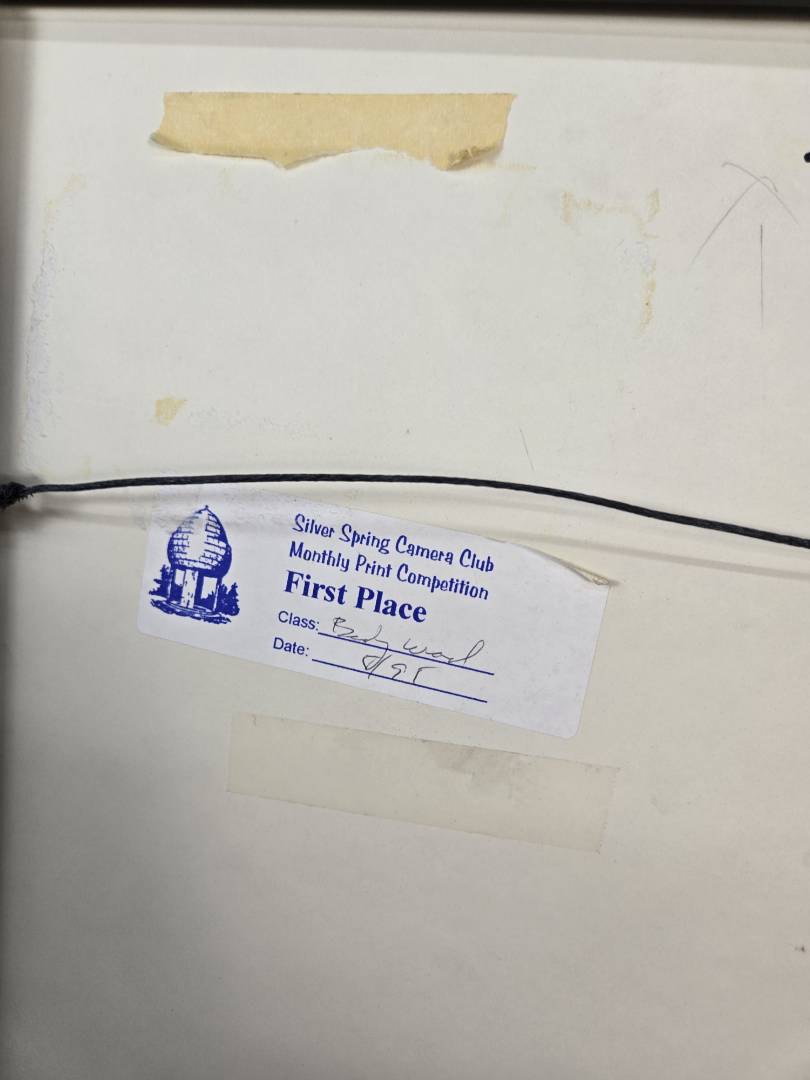 Silver Spring Camera Club
Monthly Print Competition
First Place
Class:
Date: